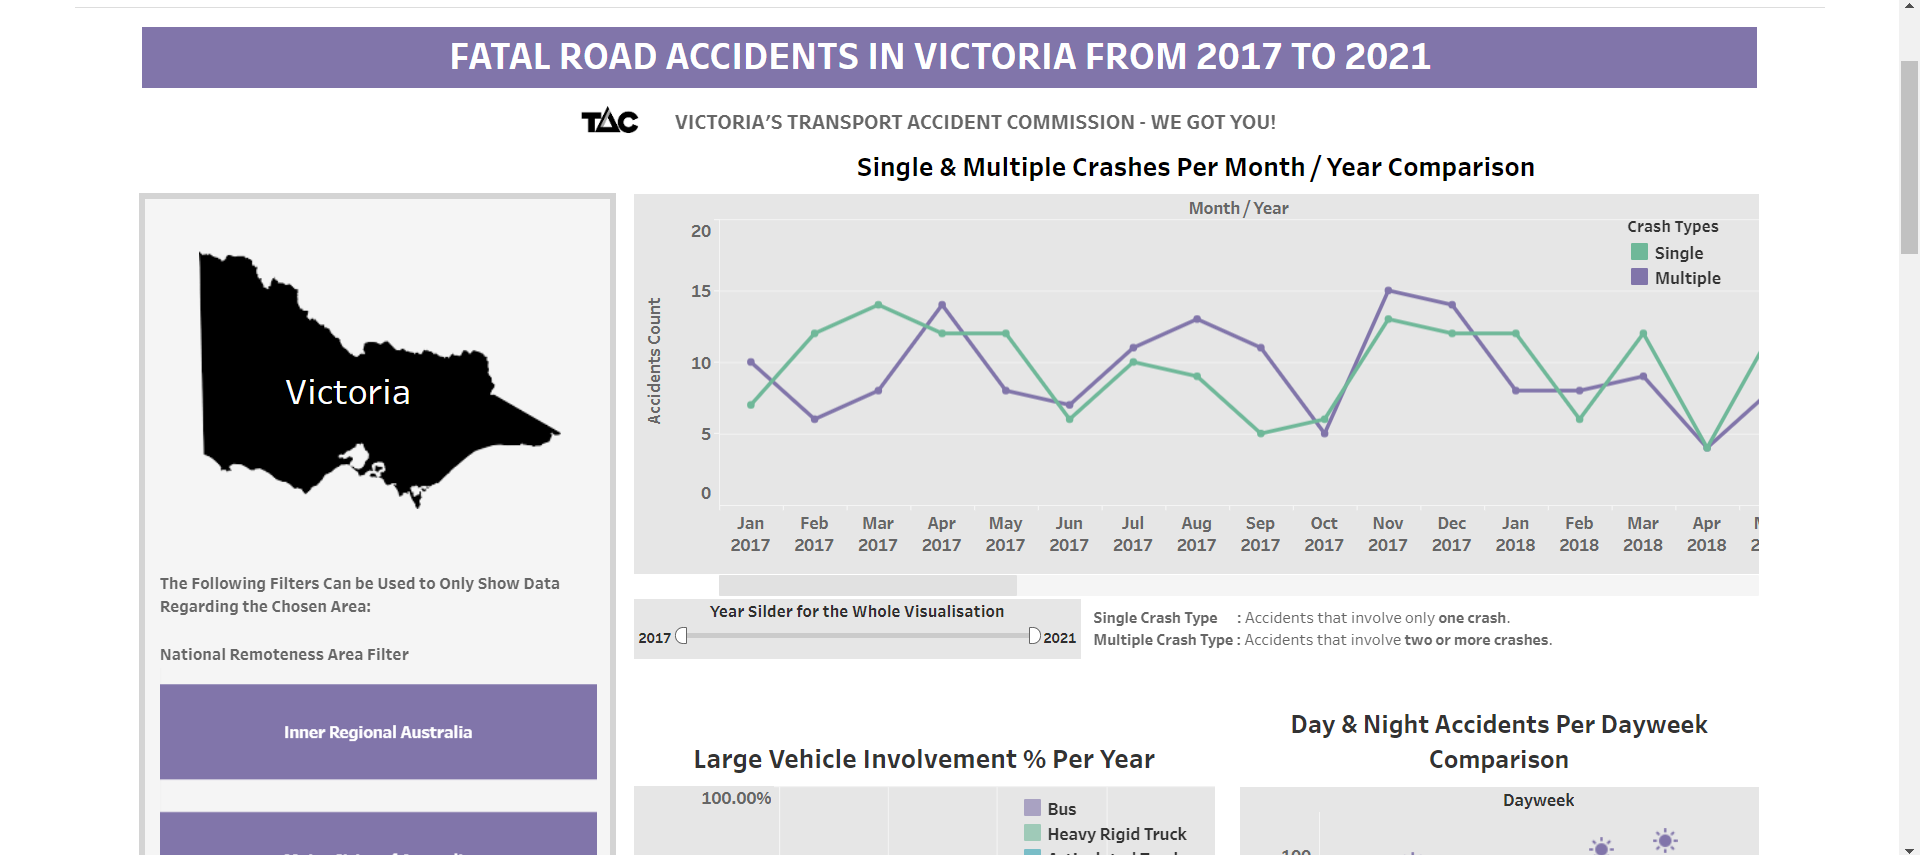 FATAL ROAD ACCIDENTS IN VICTORIA FROM 2017 TO 2021
TAC
VICTORIA'S TRANSPORT ACCIDENT COMMISSION - WE GOT YOU!
Victoria
The Following Filters Can be Used to Only Show Data
Regarding the Chosen Area:
National Remoteness Area Filter
Inner Regional Australia
Single & Multiple Crashes Per Month / Year Comparison
Month / Year
Crash Types
Single
Multiple
Accidents Count
20
15
10
5
0
Jan Feb Mar Apr May Jun Jul Aug Sep Oct Nov Dec Jan Feb Mar Apr
2017 2017 2017 2017 2017 2017 2017 2017 2017 2017 2017 2017 2018 2018 2018 2018
Year Silder for the Whole Visualisation
2017 2021
Single Crash Type : Accidents that involve only one crash.
Multiple Crash Type : Accidents that involve two or more crashes.
Large Vehicle Involvement % Per Year
100.00%
Bus
Heavy Rigid Truck
Day & Night Accidents Per Dayweek
Comparison
Dayweek
100